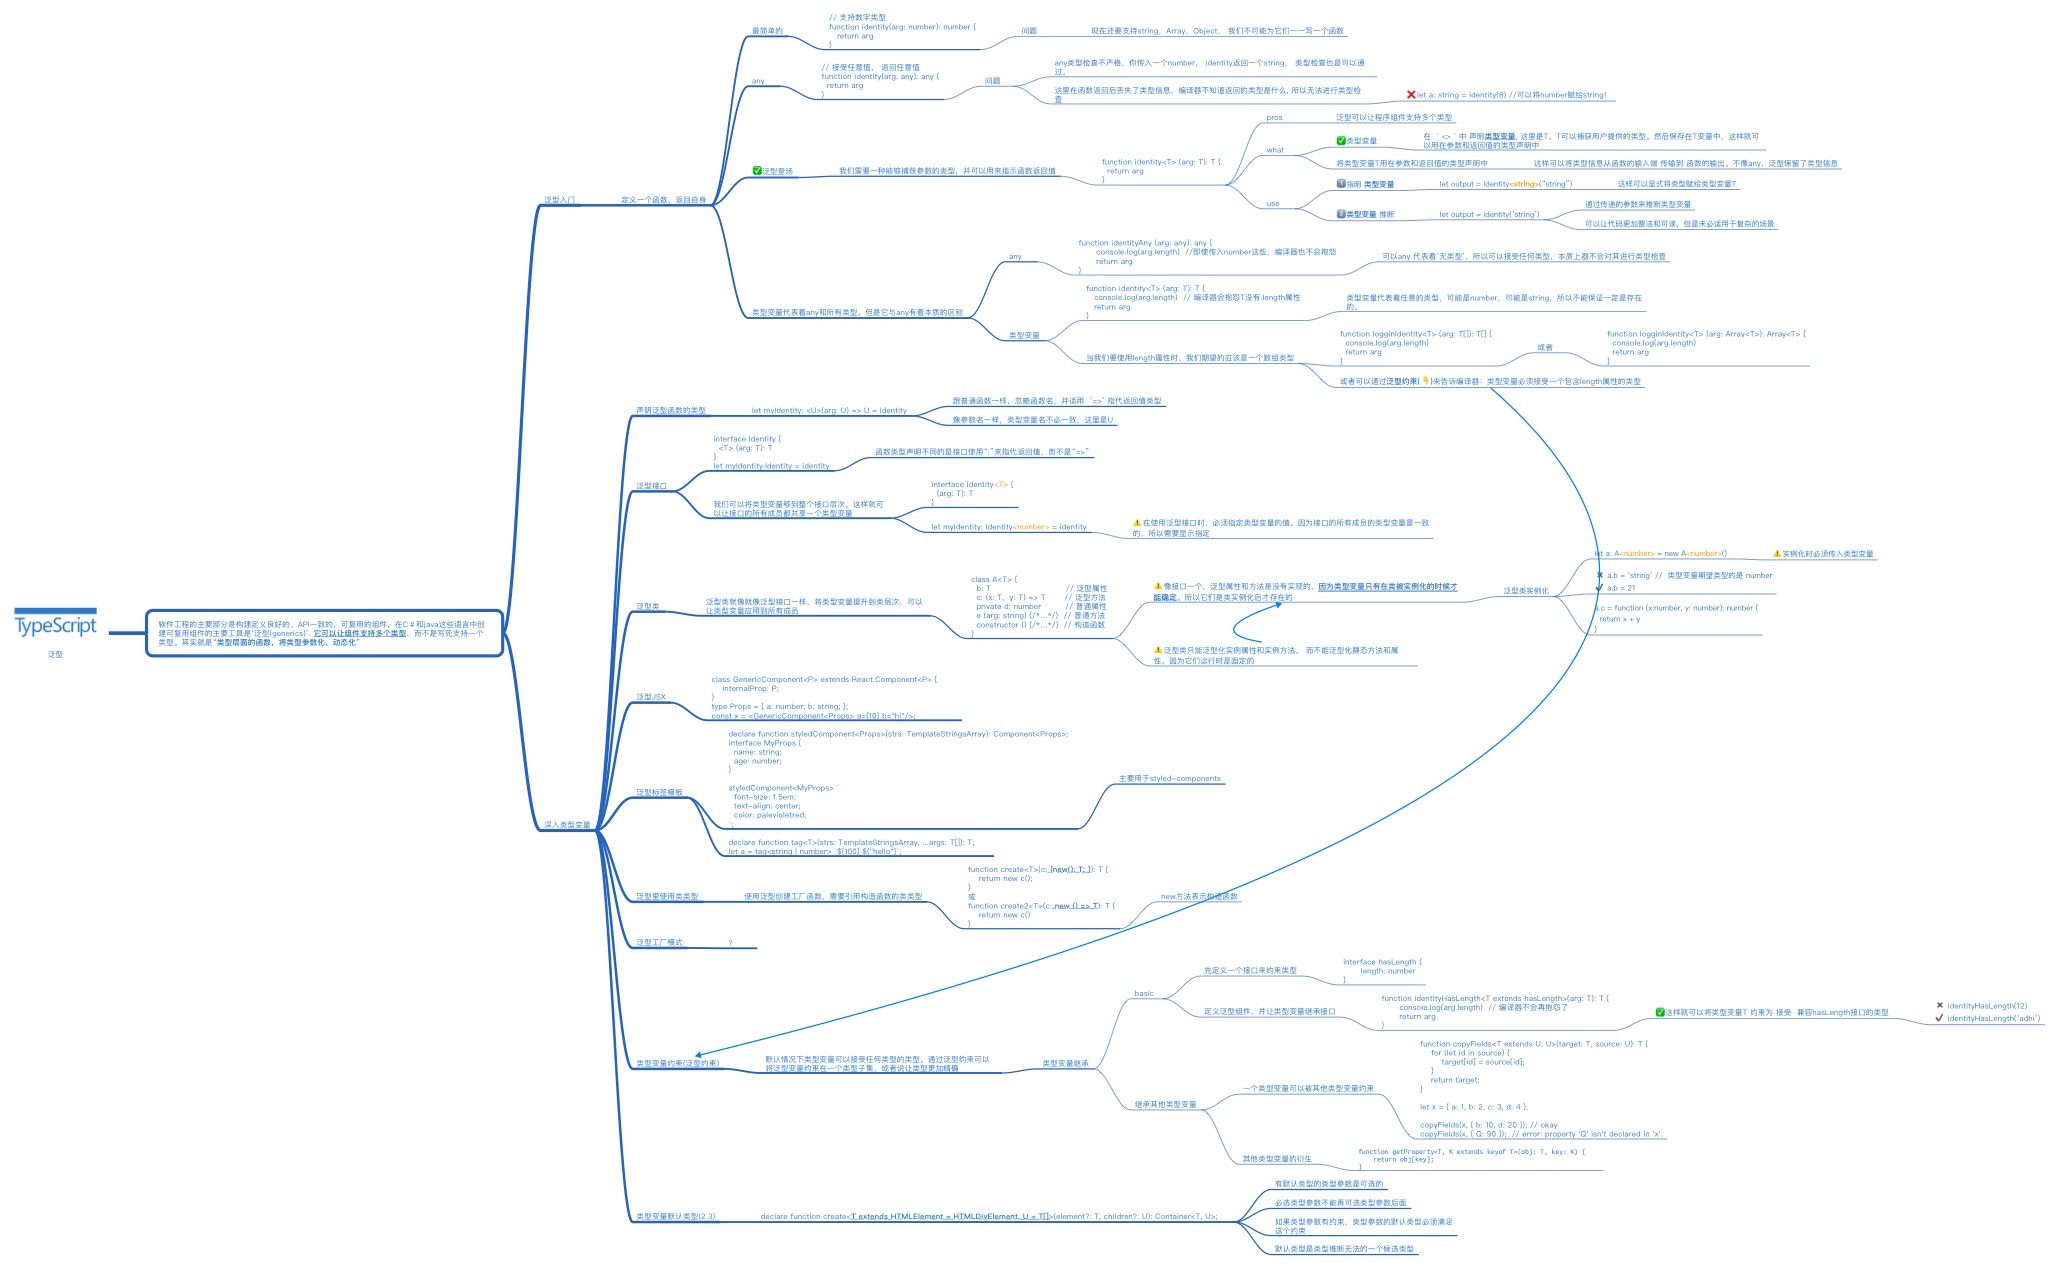 TypeScript
泛型
软件工程的主要部分是构建定义良好的、API一致的，可复用的组件，在C＃和java这些语言中创
建可复用组件的主要工具是'泛型(generics)'. 它可以让组件支持多个类型，而不是写死支持一个
类型。其实就是“类型层面的函数，将类型参数化，动态化”
泛型入门
定义一个函数、返回自身
最简单的
// 支持数字类型
function identity(arg: number): number {
return arg
}
问题
现在还要支持string，Array，Object， 我们不可能为它们一一写一个函数
any
// 接受任意值， 返回任意值
function identity(arg: any): any {
return arg
}
问题
any类型检查不严格，你传入一个number， identity返回一个string， 类型检查也是可以通
过。
这里在函数返回后丢失了类型信息，编译器不知道返回的类型是什么, 所以无法进行类型检
查
❌let a: string = identity(8) //可以将number赋给string!
✅泛型登场
我们需要一种能够捕获参数的类型，并可以用来指示函数返回值
function identity<T> (arg: T): T {
return arg
}
pros
泛型可以让程序组件支持多个类型
what
✅类型变量
在 ｀<>｀中 声明类型变量, 这里是T。T可以捕获用户提供的类型。然后保存在T变量中，这样就可
以用在参数和返回值的类型声明中
将类型变量T用在参数和返回值的类型声明中
这样可以将类型信息从函数的输入端 传输到 函数的输出。不像any，泛型保留了类型信息
use
1️⃣指明 类型变量
let output = identity<string>(“string”)
这样可以显式将类型赋给类型变量T
2️⃣类型变量 推断
let output = identity(‘string’)
通过传递的参数来推断类型变量
可以让代码更加整洁和可读，但是未必适用于复杂的场景
类型变量代表着any和所有类型。但是它与any有着本质的区别
any
function identityAny (arg: any): any {
console.log(arg.length) //即使传入number这些，编译器也不会抱怨
return arg
}
可以any 代表着‘无类型’，所以可以接受任何类型，本质上器不会对其进行类型检查
类型变量
function identity<T> (arg: T): T {
console.log(arg.length) // 编译器会抱怨T没有.length属性
return arg
}
类型变量代表着任意的类型，可能是number，可能是string，所以不能保证一定是存在
的。
当我们要使用length属性时，我们期望的应该是一个数组类型
function logginIdentity<T> (arg: T[]): T[] {
console.log(arg.length)
return arg
}
或者
function logginIdentity<T> (arg: Array<T>): Array<T> {
console.log(arg.length)
return arg
}
或者可以通过泛型约束(👇)来告诉编译器：类型变量必须接受一个包含length属性的类型
深入类型变量
声明泛型函数的类型
let myIdentity: <U>(arg: U) => U = identity
跟普通函数一样，忽略函数名，并适用 ‘=>’ 指代返回值类型
像参数名一样，类型变量名不必一致，这里是U
泛型接口
interface Identity {
<T> (arg: T): T
}
let myIdentity:Identity = identity
函数类型声明不同的是接口使用“:”来指代返回值，而不是“=>”
我们可以将类型变量移到整个接口层次。这样就可
以让接口的所有成员都共享一个类型变量
interface Identity<T> {
(arg: T): T
}
let myIdentity: Identity<number> = identity
⚠️在使用泛型接口时，必须指定类型变量的值。因为接口的所有成员的类型变量是一致
的，所以需要显示指定
泛型类
泛型类就像就像泛型接口一样，将类型变量提升到类层次，可以
让类型变量应用到所有成员
class A<T> {
b: T // 泛型属性
c: (x: T, y: T) => T // 泛型方法
private d: number // 普通属性
e (arg: string) {/*...*/} // 普通方法
constructor () {/*...*/} // 构造函数
}
⚠️像接口一个，泛型属性和方法是没有实现的，因为类型变量只有在类被实例化的时候才
能确定。所以它们是类实例化后才存在的
⚠️泛型类只能泛型化实例属性和实例方法， 而不能泛型化静态方法和属
性，因为它们运行时是固定的
泛型类实例化
let a: A<number> = new A<number>()
⚠️实例化时必须传入类型变量
✖ a.b = ‘string’ // 类型变量期望类型的是 number
✔ a.b = 21
a.c = function (x:number, y: number): number {
return x + y
}
泛型JSX
class GenericComponent<P> extends React.Component<P> {
internalProp: P;
}
type Props = { a: number; b: string; };
const x = <GenericComponent<Props> a={10} b="hi"/>;
泛型标签模板
declare function styledComponent<Props>(strs: TemplateStringsArray): Component<Props>;
interface MyProps {
name: string;
age: number;
}
styledComponent<MyProps> `
font-size: 1.5em;
text-align: center;
color: palevioletred;
`;
主要用于styled-components
declare function tag<T>(strs: TemplateStringsArray, ...args: T[]): T;
let a = tag<string | number> `${100} ${"hello"}`;
泛型里使用类类型
使用泛型创建工厂函数，需要引用构造函数的类类型
function create<T>(c: {new(): T; }): T {
return new c();
}
或
function create2<T>(c: new () => T): T {
return new c()
}
new方法表示构造函数
泛型工厂模式
?
类型变量约束(泛型约束)
默认情况下类型变量可以接受任何类型的类型。通过泛型约束可以
将泛型变量约束在一个类型子集，或者说让类型更加精确
类型变量继承
basic
先定义一个接口来约束类型
interface hasLength {
length: number
}
定义泛型组件，并让类型变量继承接口
function identityHasLength<T extends hasLength>(arg: T): T {
console.log(arg.length) // 编译器不会再抱怨了
return arg
}
✅这样就可以将类型变量T 约束为 接受 兼容hasLength接口的类型
✖ identityHasLength(12)
✔ identityHasLength(‘adhi’)
继承其他类型变量
一个类型变量可以被其他类型变量约束
function copyFields<T extends U, U>(target: T, source: U): T {
for (let id in source) {
target[id] = source[id];
}
return target;
}
let x = { a: 1, b: 2, c: 3, d: 4 };
copyFields(x, { b: 10, d: 20 }); // okay
copyFields(x, { Q: 90 }); // error: property 'Q' isn't declared in 'x'.
其他类型变量的衍生
function getProperty<T, K extends keyof T>(obj: T, key: K) {
return obj[key];
}
类型变量默认类型(2.3)
declare function create<T extends HTMLElement = HTMLDivElement, U = T[]>(element?: T, children?: U): Container<T, U>;
有默认类型的类型参数是可选的
必选类型参数不能再可选类型参数后面
如果类型参数有约束，类型参数的默认类型必须满足
这个约束
默认类型是类型推断无法的一个候选类型